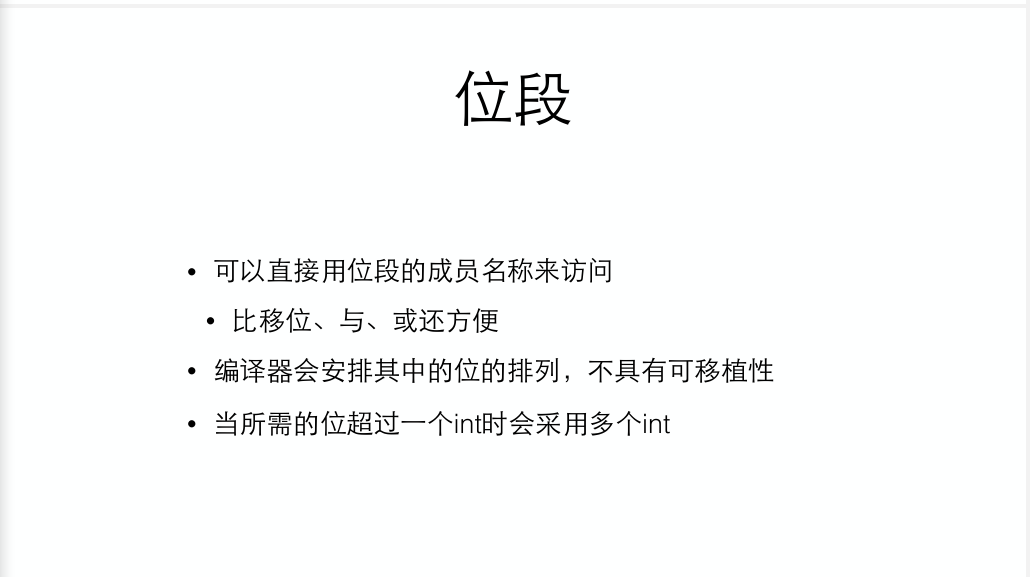 位段
• 可以直接用位段的成员名称来访问
• 比移位、与、或还方便
• 编译器会安排其中的位的排列，不具有可移植性
• 当所需的位超过一个int时会采用多个int